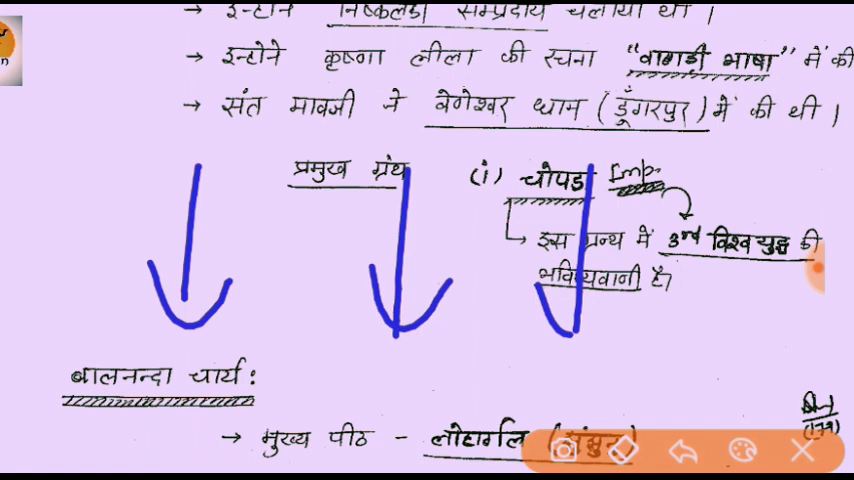 → इन्होंने निष्कलंकी सम्प्रदाय चलाया था।
→ इन्होने कृष्णा लीला की रचना "वागडी भाषा" में की
→ संत मावजी ने वेणेश्वर धाम (डूँगरपुर) में की थी।
प्रमुख ग्रंथ (i) चोपड़ Imp.
इस ग्रन्थ में 3rd विश्व युद्ध की
भविष्यवानी है।
बालनन्दा चार्य:
→ मुख्य पीठ - लोहार्गल (झुंझुनू)